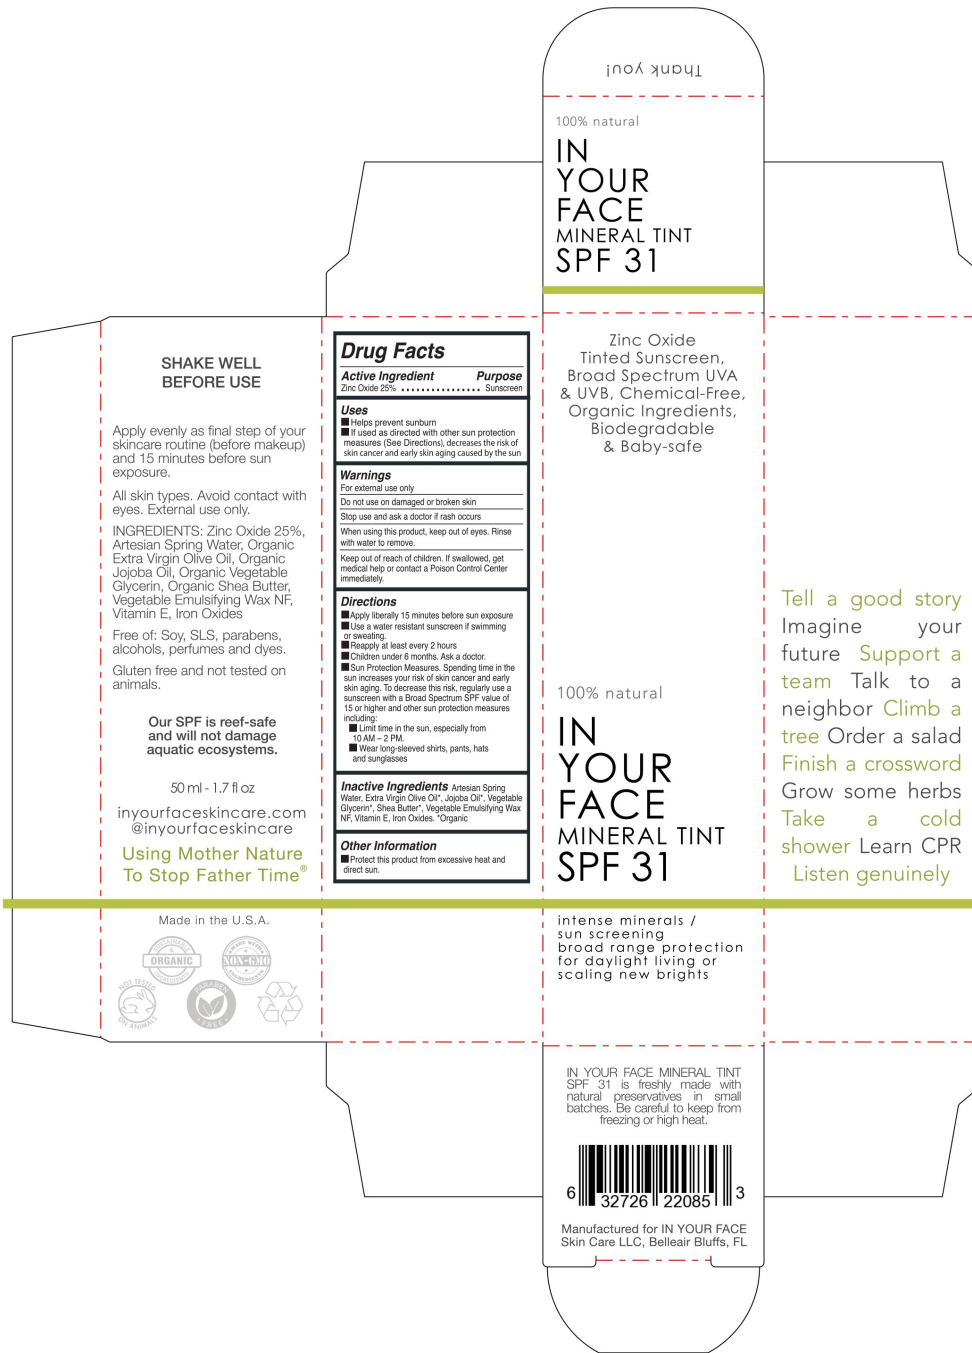 Thank you!
100% natural
IN
YOUR
FACE
MINERAL TINT
SPF 31
SHAKE WELL
BEFORE USE
Apply evenly as final step of your
skincare routine (before makeup)
and 15 minutes before sun
exposure.
All skin types. Avoid contact with
eyes. External use only.
INGREDIENTS: Zinc Oxide 25%,
Artesian Spring Water, Organic
Extra Virgin Olive Oil, Organic
Jojoba Oil, Organic Vegetable
Glycerin, Organic Shea Butter,
Vegetable Emulsifying Wax NF,
Vitamin E, Iron Oxides
Free of: Soy, SLS, parabens,
alcohols, perfumes and dyes.
Gluten free and not tested on
animals.
Our SPF is reef-safe
and will not damage
aquatic ecosystems.
50 ml - 1.7 fl oz
inyourfaceskincare.com
@inyourfaceskincare
Using Mother Nature
To Stop Father Time®
Made in the U.S.A.
SUSTAINABLE
&
ORGANIC
INGREDIENTS
MADE WITH
NON-GMO
INGREDIENTS
NOT TESTED
ON ANIMALS
PARABEN
FREE
Drug Facts
Active Ingredient Purpose
Zinc Oxide 25% ................ Sunscreen
Uses
■ Helps prevent sunburn
■ If used as directed with other sun protection
measures (See Directions), decreases the risk of
skin cancer and early skin aging caused by the sun
Warnings
For external use only
Do not use on damaged or broken skin
Stop use and ask a doctor if rash occurs
When using this product, keep out of eyes. Rinse
with water to remove.
Keep out of reach of children. If swallowed, get
medical help or contact a Poison Control Center
immediately.
Directions
■ Apply liberally 15 minutes before sun exposure
■ Use a water resistant sunscreen if swimming
or sweating.
■ Reapply at least every 2 hours
■ Children under 6 months. Ask a doctor.
■ Sun Protection Measures. Spending time in the
sun increases your risk of skin cancer and early
skin aging. To decrease this risk, regularly use a
sunscreen with a Broad Spectrum SPF value of
15 or higher and other sun protection measures
including:
■ Limit time in the sun, especially from
10 AM – 2 PM.
■ Wear long-sleeved shirts, pants, hats
and sunglasses
Inactive Ingredients Artesian Spring
Water, Extra Virgin Olive Oil*, Jojoba Oil*, Vegetable
Glycerin*, Shea Butter*, Vegetable Emulsifying Wax
NF, Vitamin E, Iron Oxides. *Organic
Other Information
■ Protect this product from excessive heat and
direct sun.
Zinc Oxide
Tinted Sunscreen,
Broad Spectrum UVA
& UVB, Chemical-Free,
Organic Ingredients,
Biodegradable
& Baby-safe
100% natural
IN
YOUR
FACE
MINERAL TINT
SPF 31
intense minerals /
sun screening
broad range protection
for daylight living or
scaling new brights
Tell a good story
Imagine your
future Support a
team Talk to a
neighbor Climb a
tree Order a salad
Finish a crossword
Grow some herbs
Take a cold
shower Learn CPR
Listen genuinely
IN YOUR FACE MINERAL TINT
SPF 31 is freshly made with
natural preservatives in small
batches. Be careful to keep from
freezing or high heat.
6 32726 22085 3
Manufactured for IN YOUR FACE
Skin Care LLC, Belleair Bluffs, FL